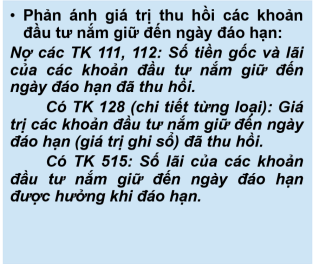 • Phản ánh giá trị thu hồi các khoản
đầu tư nắm giữ đến ngày đáo hạn:
Nợ các TK 111, 112: Số tiền gốc và lãi
của các khoản đầu tư nắm giữ đến
ngày đáo hạn đã thu hồi.
Có TK 128 (chi tiết từng loại): Giá
trị các khoản đầu tư nắm giữ đến ngày
đáo hạn (giá trị ghi sổ) đã thu hồi.
Có TK 515: Số lãi của các khoản
đầu tư nắm giữ đến ngày đáo hạn
được hưởng khi đáo hạn.